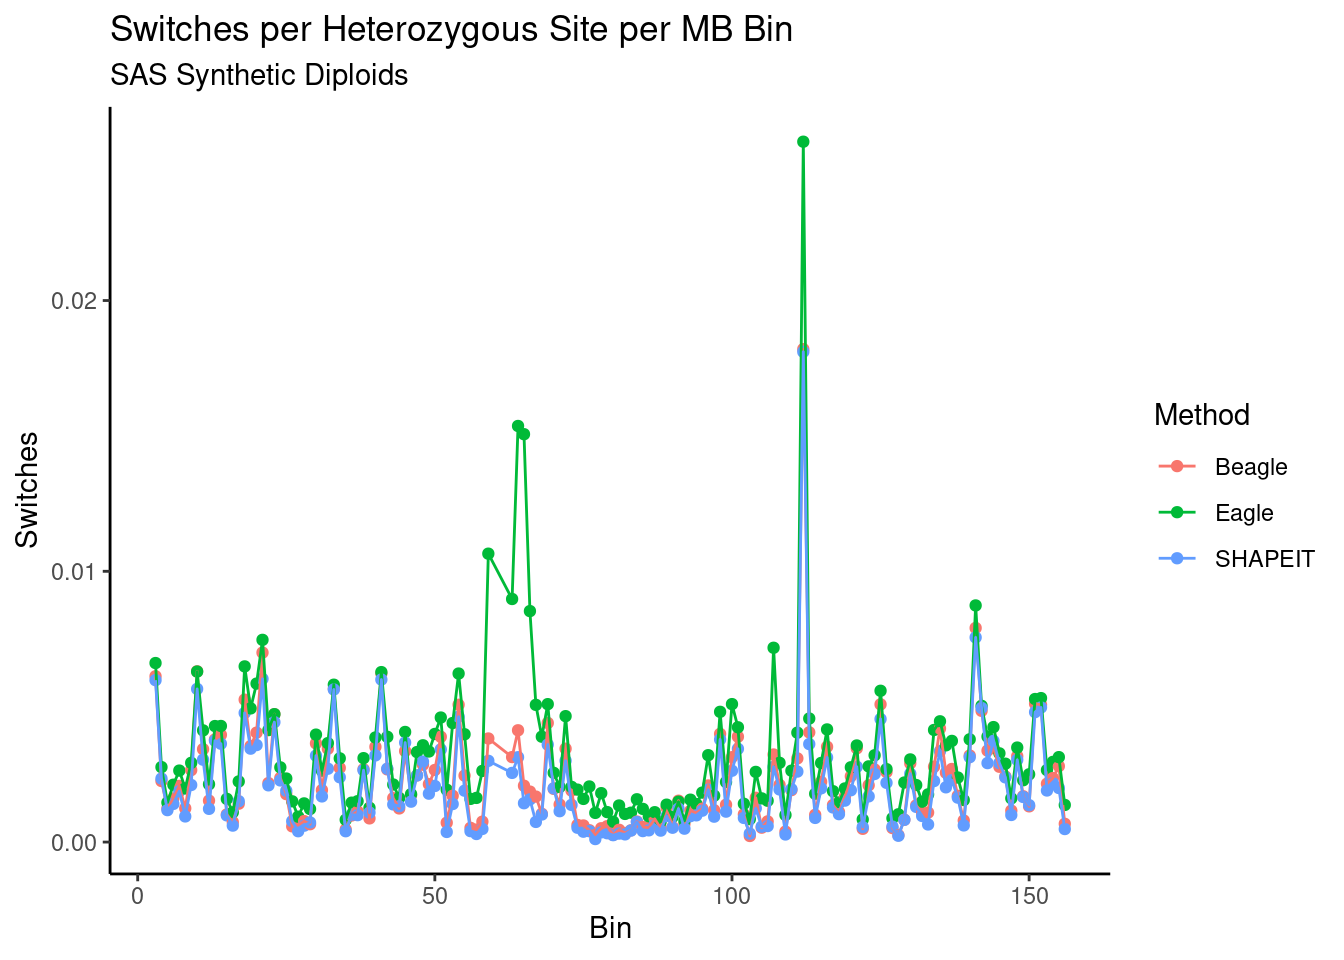 Switches per Heterozygous Site per MB Bin
SAS Synthetic Diploids
Switches
0.02
0.01
0.00
0
50
100
150
Bin
Method
Beagle
Eagle
SHAPEIT